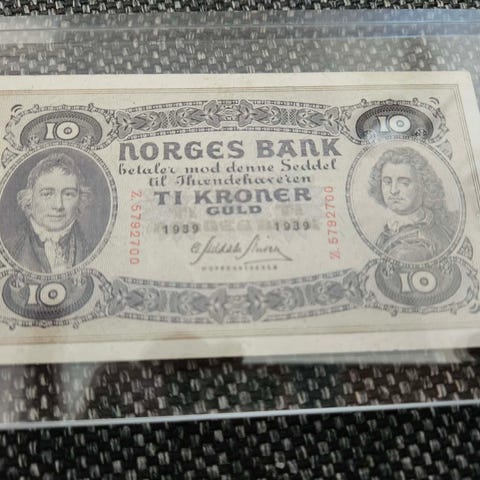 10 10
NORGES BANK
betaler mod denne Seddel
til Ihændehaveren
TI KRONER
GULD
1939 1939
Z.5792700 Z.5792700
HOVEDKASSERER
10 10